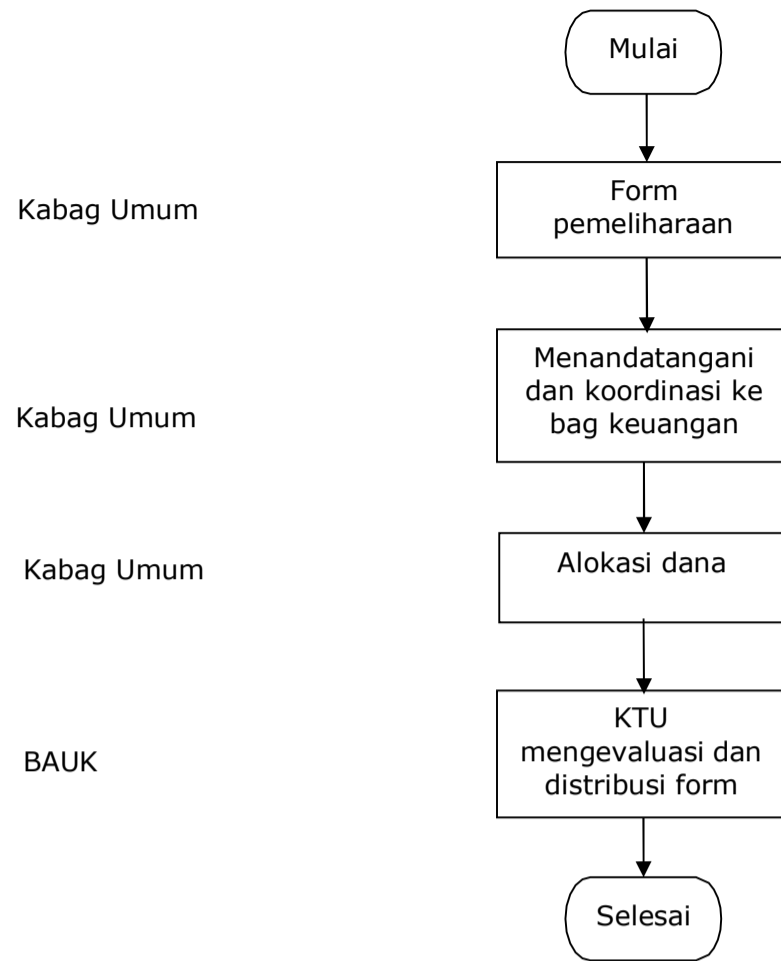 Mulai
Kabag Umum
Form
pemeliharaan
Kabag Umum
Menandatangani
dan koordinasi ke
bag keuangan
Kabag Umum
Alokasi dana
BAUK
KTU
mengevaluasi dan
distribusi form
Selesai